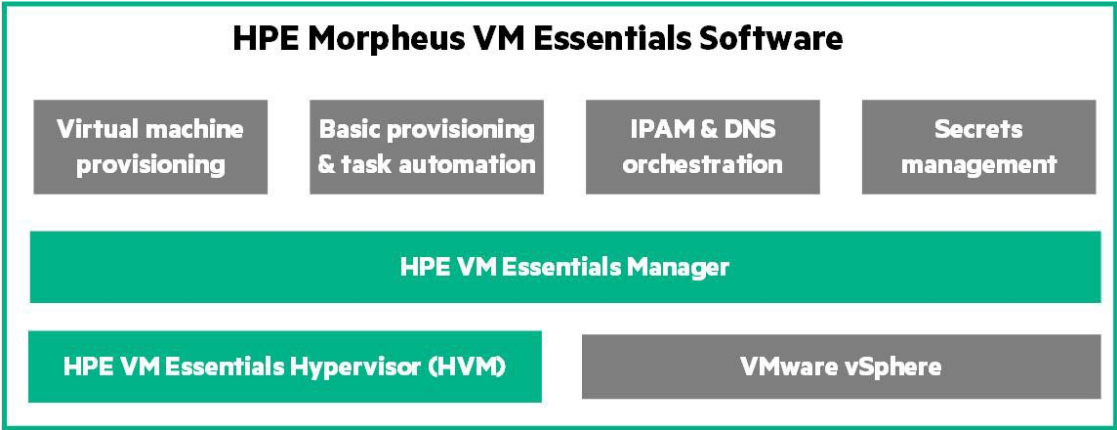 HPE Morpheus VM Essentials Software
Virtual machine
provisioning
Basic provisioning
& task automation
IPAM & DNS
orchestration
Secrets
management
HPE VM Essentials Manager
HPE VM Essentials Hypervisor (HVM)
VMware vSphere